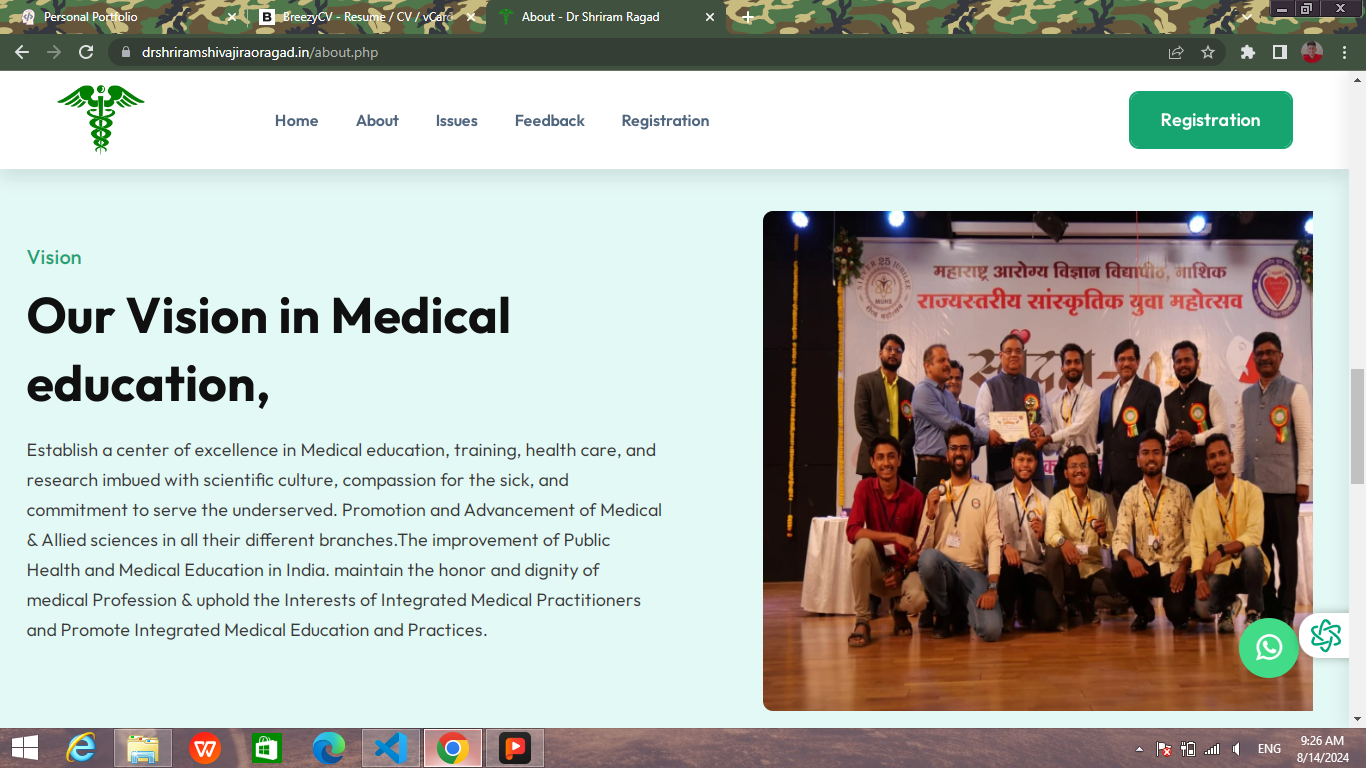 Personal Portfolio
BreezyCV - Resume / CV / vCard
About - Dr Shriram Ragad
drshriramshivajiraoragad.in/about.php
Home
About
Issues
Feedback
Registration
Registration
Vision
Our Vision in Medical
education,
Establish a center of excellence in Medical education, training, health care, and
research imbued with scientific culture, compassion for the sick, and
commitment to serve the underserved. Promotion and Advancement of Medical
& Allied sciences in all their different branches.The improvement of Public
Health and Medical Education in India. maintain the honor and dignity of
medical Profession & uphold the Interests of Integrated Medical Practitioners
and Promote Integrated Medical Education and Practices.
SILVER 25 JUBILEE
MUHS
महाराष्ट्र आरोग्य विज्ञान विद्यापीठ, नाशिक
राज्यस्तरीय सांस्कृतिक युवा महोत्सव
ENG
9:26 AM
8/14/2024